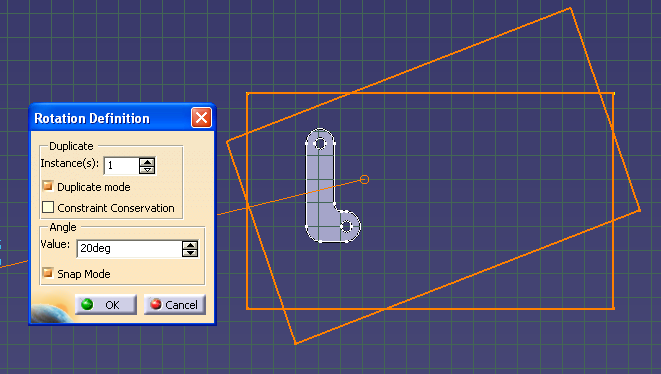 Rotation Definition
Duplicate
Instance(s): 1
Duplicate mode
Constraint Conservation
Angle
Value: 20deg
Snap Mode
OK Cancel